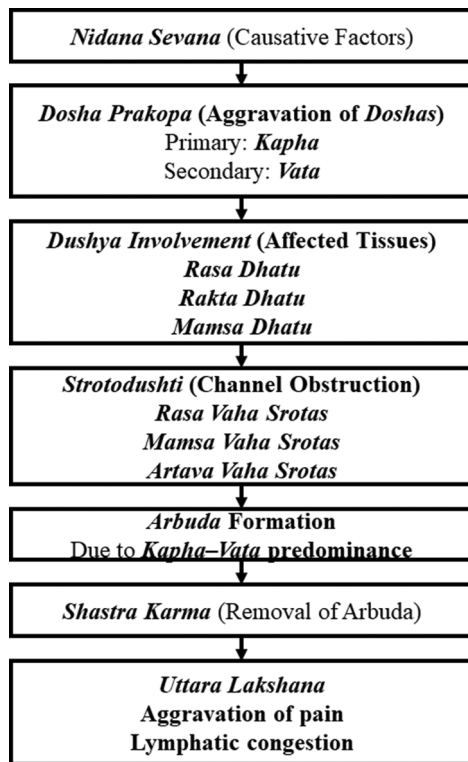 Nidana Sevana (Causative Factors)
Dosha Prakopa (Aggravation of Doshas)
Primary: Kapha
Secondary: Vata
Dushya Involvement (Affected Tissues)
Rasa Dhatu
Rakta Dhatu
Mamsa Dhatu
Strotodushti (Channel Obstruction)
Rasa Vaha Srotas
Mamsa Vaha Srotas
Artava Vaha Srotas
Arbuda Formation
Due to Kapha–Vata predominance
Shastra Karma (Removal of Arbuda)
Uttara Lakshana
Aggravation of pain
Lymphatic congestion